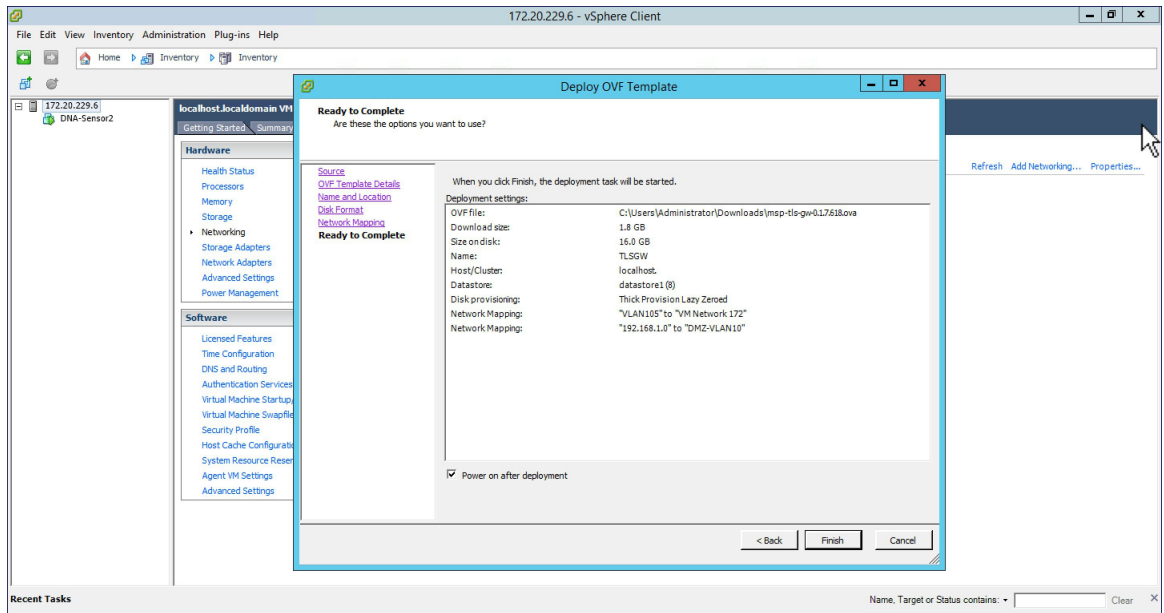 172.20.229.6 - vSphere Client
File Edit View Inventory Administration Plug-ins Help
Home Inventory Inventory
172.20.229.6
DNA-Sensor2
localhost.localdomain VM
Getting Started Summary
Hardware
Health Status
Processors
Memory
Storage
Networking
Storage Adapters
Network Adapters
Advanced Settings
Power Management
Software
Licensed Features
Time Configuration
DNS and Routing
Authentication Services
Virtual Machine Startup/
Virtual Machine Swapfile
Security Profile
Host Cache Configuratio
System Resource Reser
Agent VM Settings
Advanced Settings
Refresh Add Networking... Properties...
Deploy OVF Template
Ready to Complete
Are these the options you want to use?
Source
OVF Template Details
Name and Location
Disk Format
Network Mapping
Ready to Complete
When you click Finish, the deployment task will be started.
Deployment settings:
OVF file: C:\Users\Administrator\Downloads\msp-tls-gw-0.1.7.618.ova
Download size: 1.8 GB
Size on disk: 16.0 GB
Name: TLSGW
Host/Cluster: localhost.
Datastore: datastore1 (8)
Disk provisioning: Thick Provision Lazy Zeroed
Network Mapping: "VLAN105" to "VM Network 172"
Network Mapping: "192.168.1.0" to "DMZ-VLAN10"
Power on after deployment
< Back Finish Cancel
Recent Tasks
Name, Target or Status contains: Clear